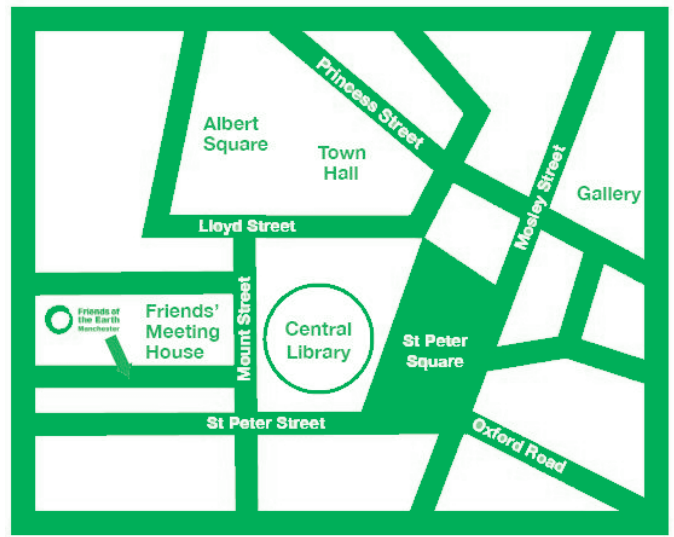 Princess Street
Albert
Square
Town
Hall
Mosley Street
Gallery
Lloyd Street
Friends of
the Earth
Manchester
Friends'
Meeting
House
Mount Street
Central
Library
St Peter
Square
St Peter Street
Oxford Road